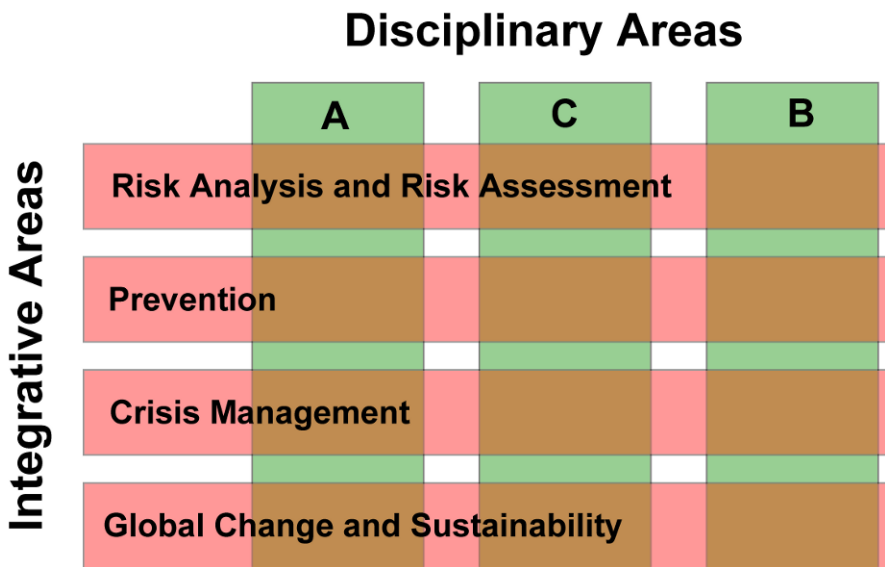 Disciplinary Areas
A
C
B
Integrative Areas
Risk Analysis and Risk Assessment
Prevention
Crisis Management
Global Change and Sustainability